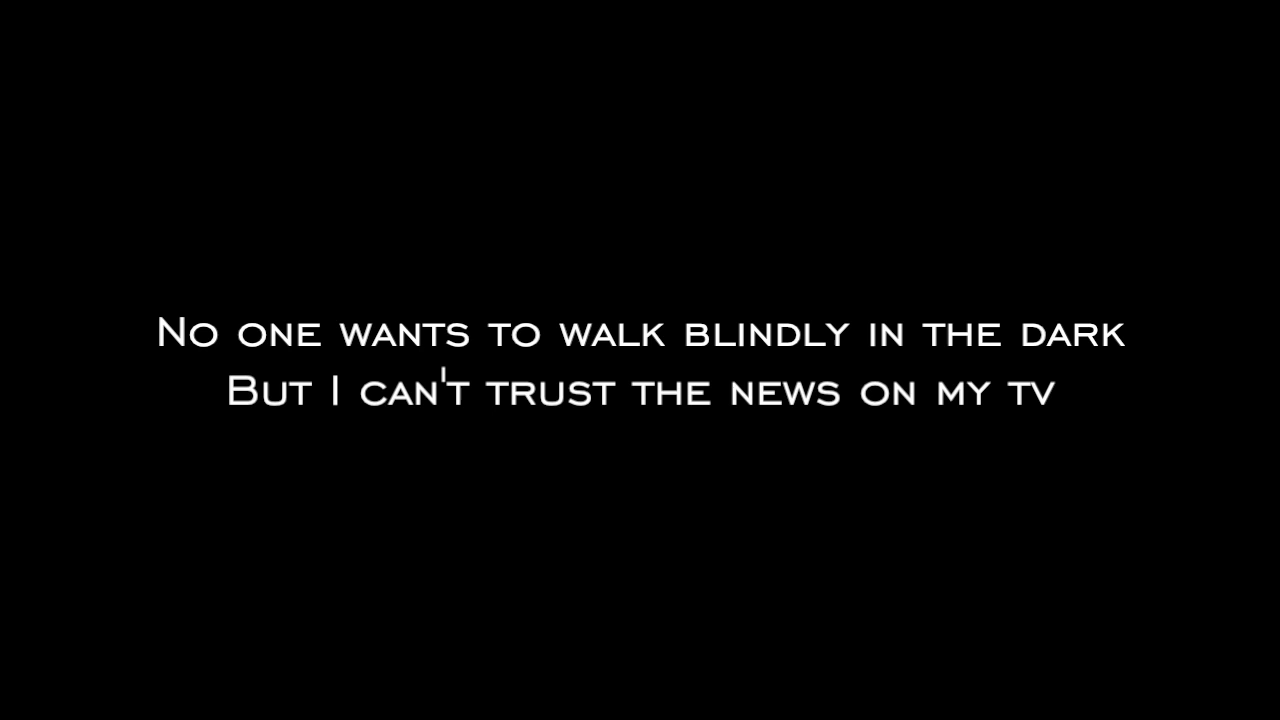 No one wants to walk blindly in the dark
But I can't trust the news on my tv